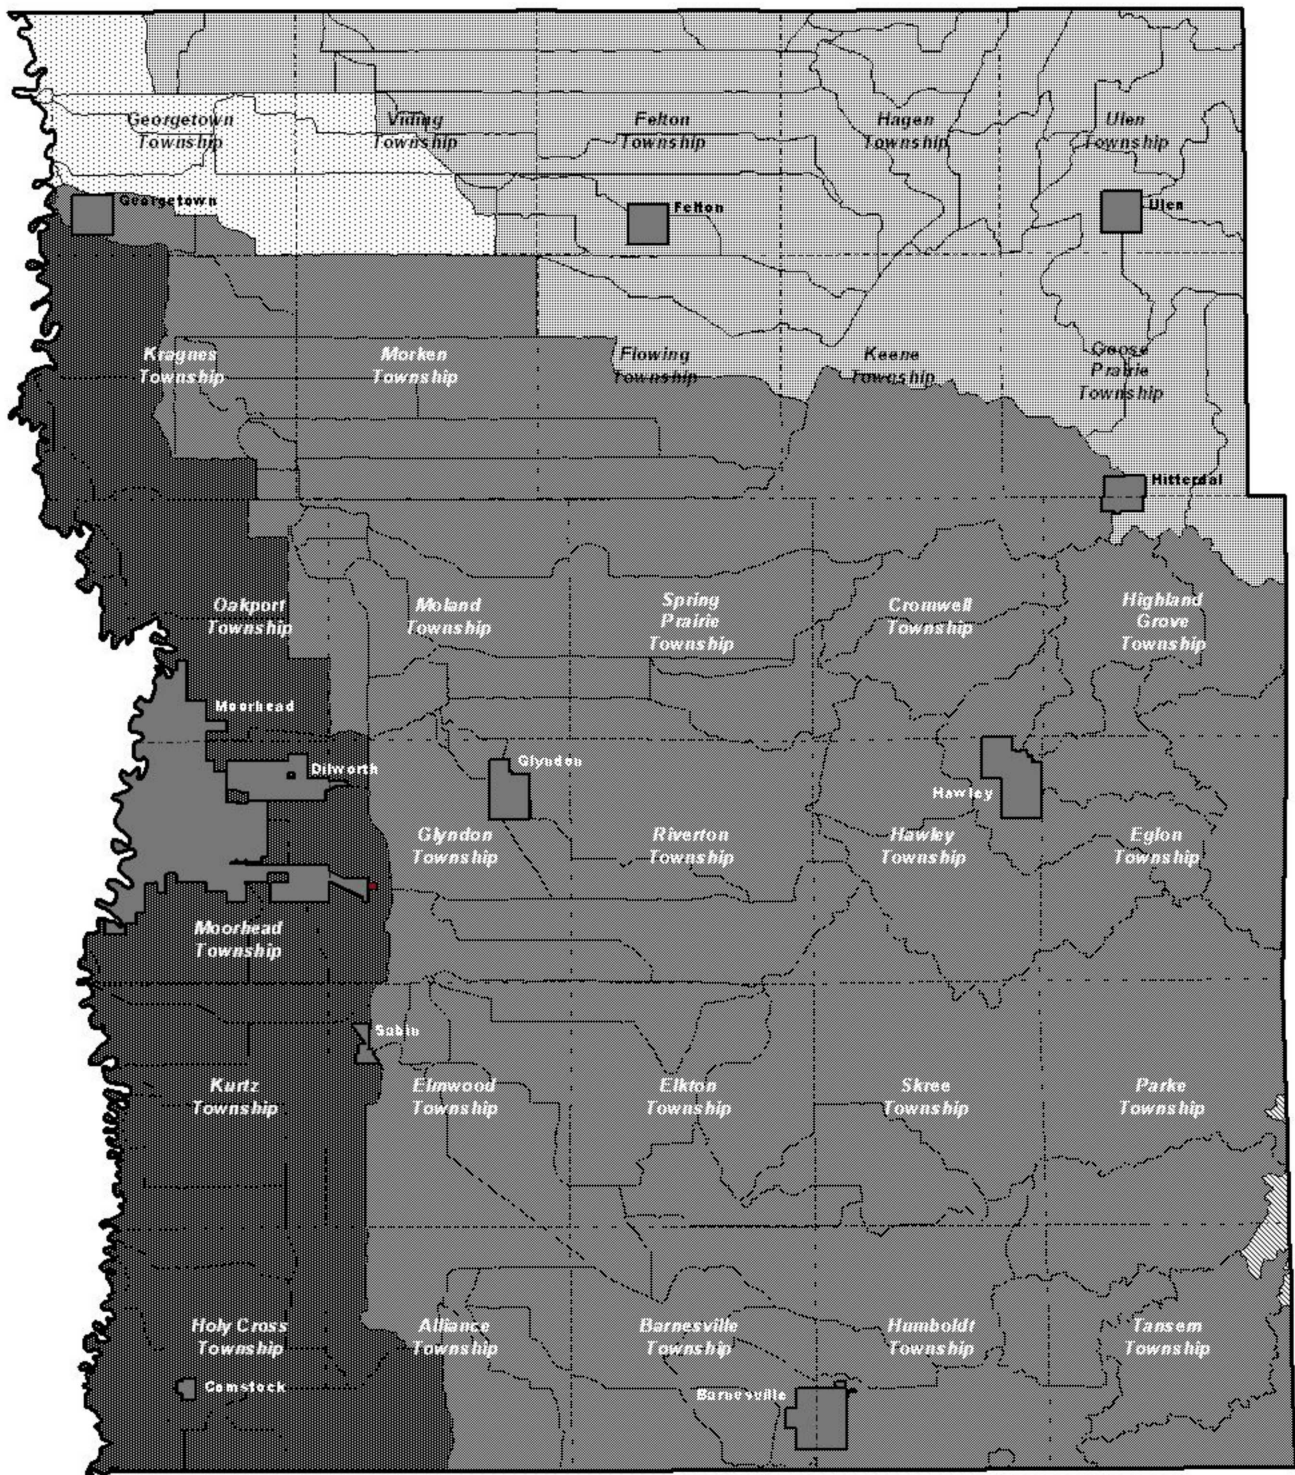 Georgetown
Township
Viding
Township
Felton
Township
Hagen
Township
Ulen
Township
Georgetown
Felton
Ulen
Kragnes
Township
Morken
Township
Flowing
Township
Keene
Township
Goose
Prairie
Township
Hitterdal
Oakport
Township
Moland
Township
Spring
Prairie
Township
Cromwell
Township
Highland
Grove
Township
Moorhead
Dilworth
Glyndon
Hawley
Glyndon
Township
Riverton
Township
Hawley
Township
Eglon
Township
Moorhead
Township
Sabin
Kurtz
Township
Elmwood
Township
Elkton
Township
Skree
Township
Parke
Township
Holy Cross
Township
Alliance
Township
Barnesville
Township
Humboldt
Township
Tansem
Township
Comstock
Barnesville